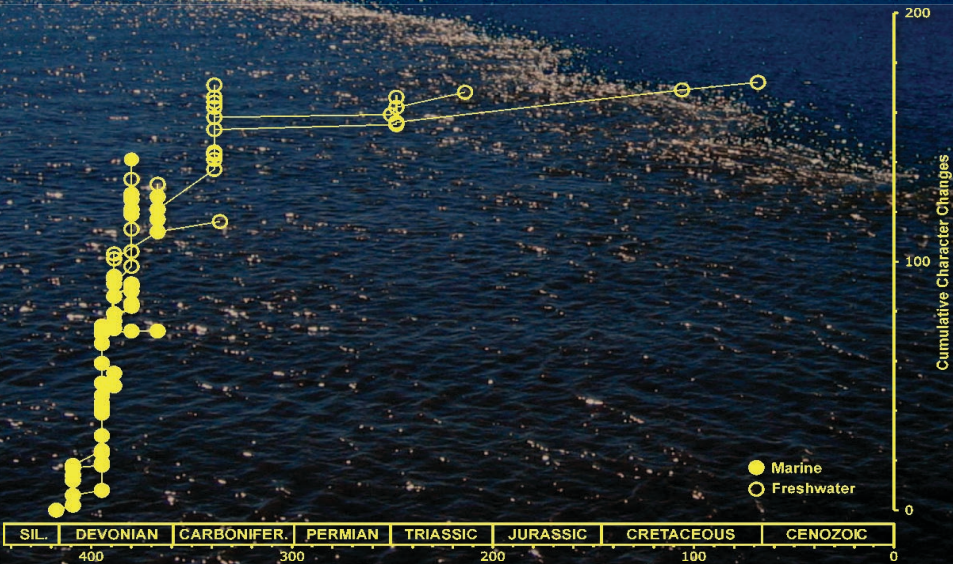 200
100
Cumulative Character Changes
Marine
Freshwater
0
SIL. DEVONIAN CARBONIFER. PERMIAN TRIASSIC JURASSIC CRETACEOUS CENOZOIC
400 300 200 100 0